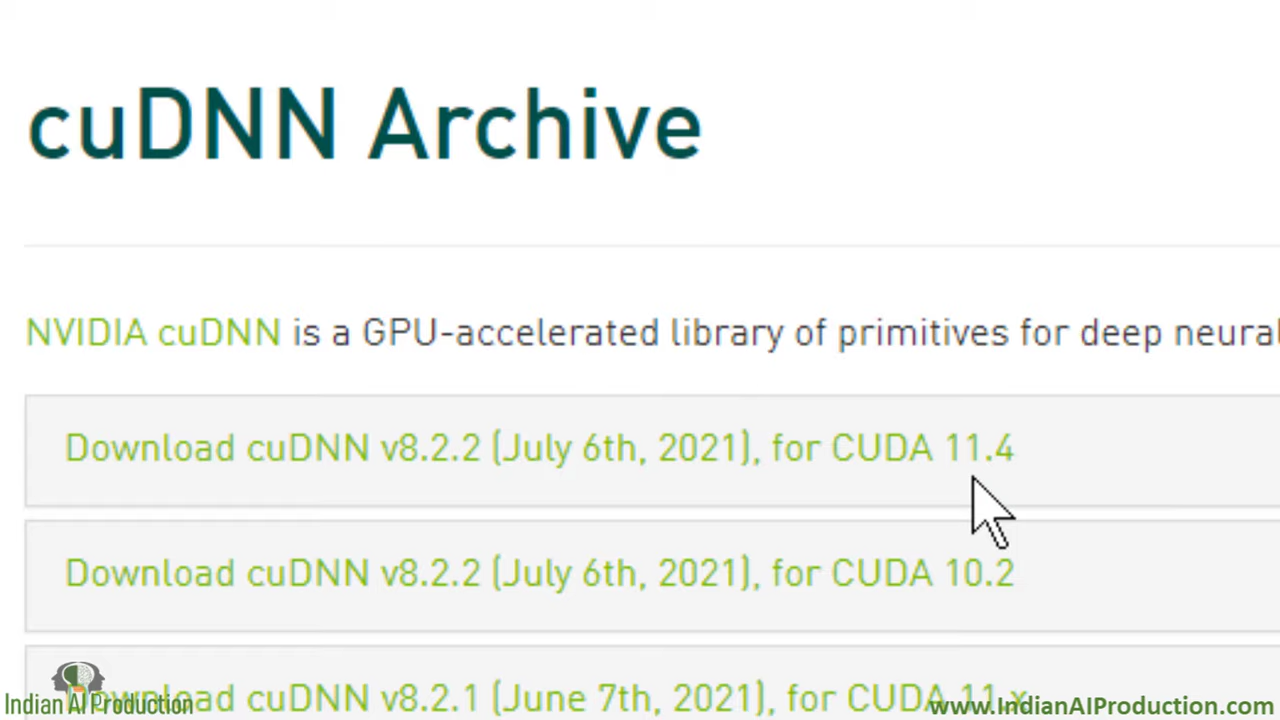 cuDNN Archive
NVIDIA cuDNN is a GPU-accelerated library of primitives for deep neural
Download cuDNN v8.2.2 (July 6th, 2021), for CUDA 11.4
Download cuDNN v8.2.2 (July 6th, 2021), for CUDA 10.2
Download cuDNN v8.2.1 (June 7th, 2021), for CUDA 11.x
Indian AI Production
www.IndianAIProduction.com